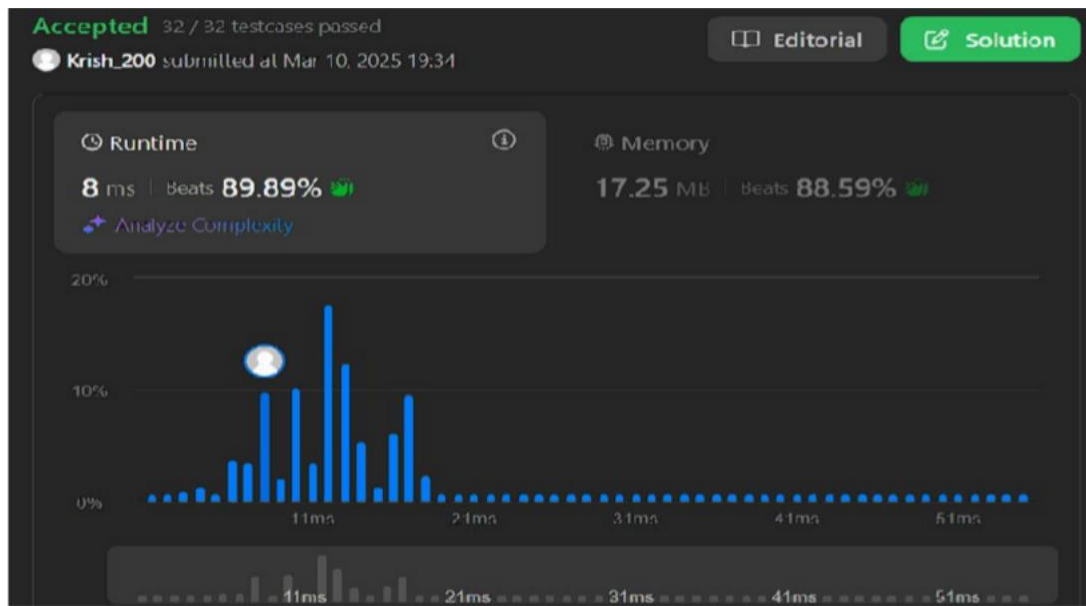 Accepted 32 / 32 testcases passed
Krish_200 submitted at Mar 10, 2025 19:34
Editorial
Solution
Runtime
8 ms | Beats 89.89%
Analyze Complexity
Memory
17.25 MB | Beats 88.59%
20%
10%
0%
11ms 21ms 31ms 41ms 51ms
11ms 21ms 31ms 41ms 51ms